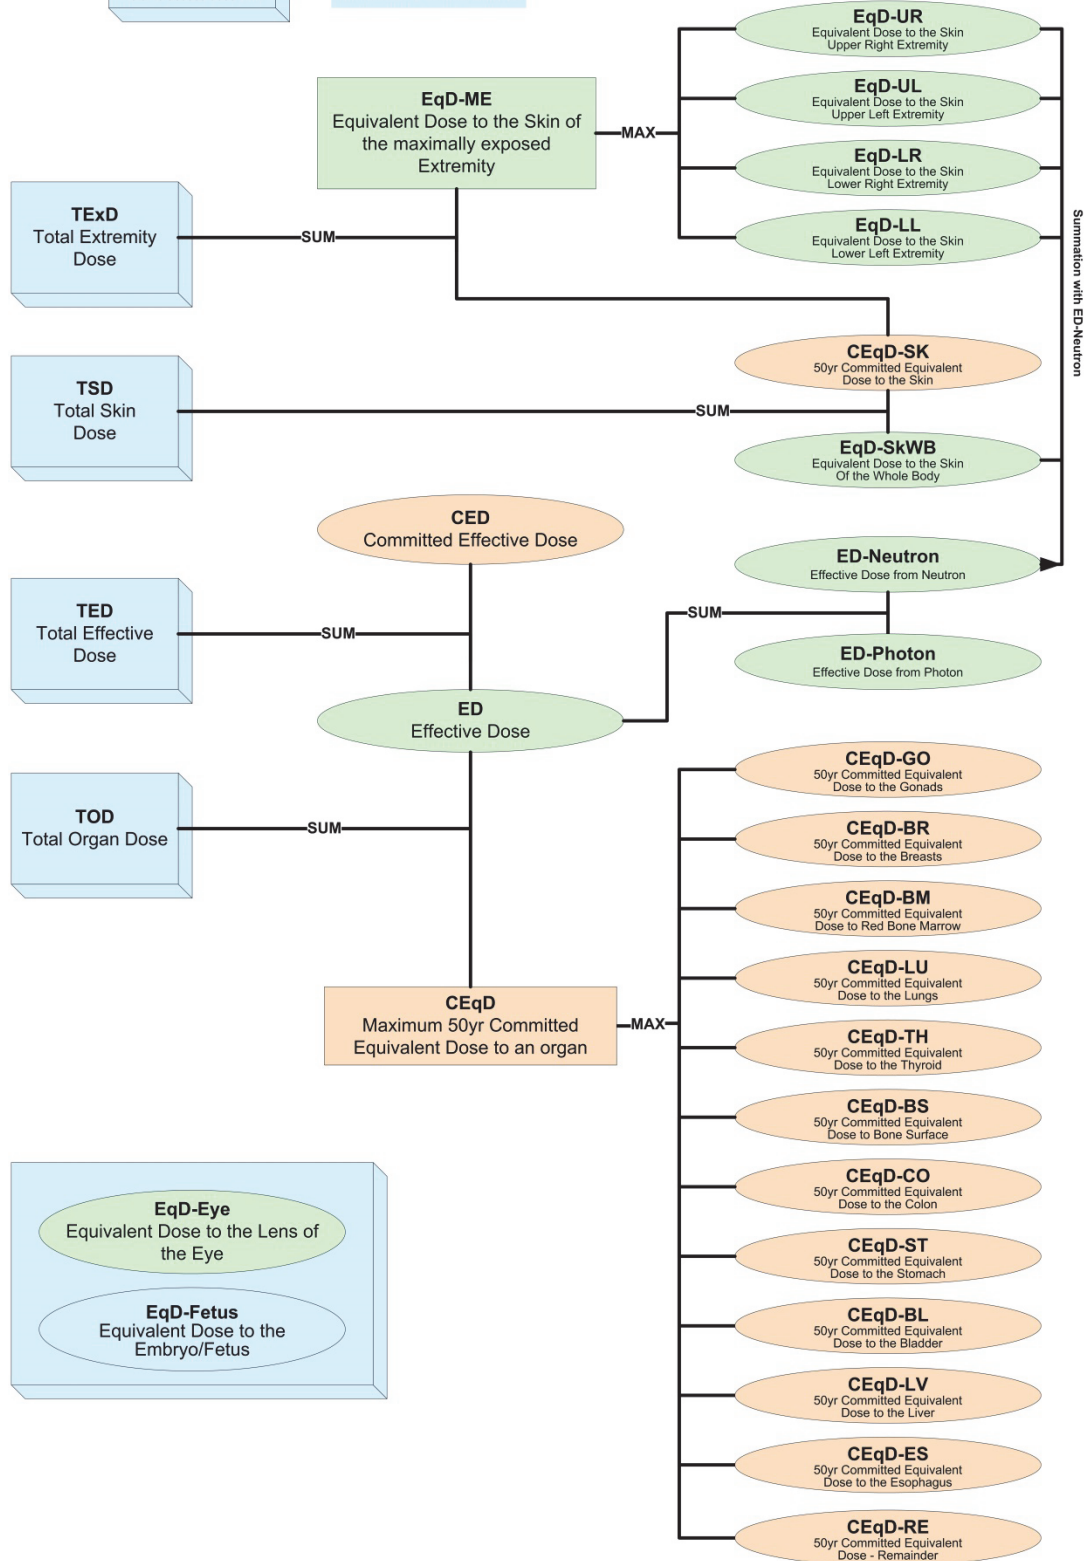 EqD-UR
Equivalent Dose to the Skin
Upper Right Extremity
EqD-ME
Equivalent Dose to the Skin of
the maximally exposed
Extremity
MAX
EqD-UL
Equivalent Dose to the Skin
Upper Left Extremity
EqD-LR
Equivalent Dose to the Skin
Lower Right Extremity
EqD-LL
Equivalent Dose to the Skin
Lower Left Extremity
Summation with ED-Neutron
TExD
Total Extremity
Dose
SUM
CEqD-SK
50yr Committed Equivalent
Dose to the Skin
TSD
Total Skin
Dose
SUM
EqD-SkWB
Equivalent Dose to the Skin
Of the Whole Body
CED
Committed Effective Dose
ED-Neutron
Effective Dose from Neutron
TED
Total Effective
Dose
SUM
SUM
ED-Photon
Effective Dose from Photon
ED
Effective Dose
TOD
Total Organ Dose
SUM
CEqD-GO
50yr Committed Equivalent
Dose to the Gonads
CEqD-BR
50yr Committed Equivalent
Dose to the Breasts
CEqD-BM
50yr Committed Equivalent
Dose to Red Bone Marrow
CEqD-LU
50yr Committed Equivalent
Dose to the Lungs
CEqD
Maximum 50yr Committed
Equivalent Dose to an organ
MAX
CEqD-TH
50yr Committed Equivalent
Dose to the Thyroid
CEqD-BS
50yr Committed Equivalent
Dose to Bone Surface
CEqD-CO
50yr Committed Equivalent
Dose to the Colon
CEqD-ST
50yr Committed Equivalent
Dose to the Stomach
CEqD-BL
50yr Committed Equivalent
Dose to the Bladder
CEqD-LV
50yr Committed Equivalent
Dose to the Liver
CEqD-ES
50yr Committed Equivalent
Dose to the Esophagus
CEqD-RE
50yr Committed Equivalent
Dose - Remainder
EqD-Eye
Equivalent Dose to the Lens of
the Eye
EqD-Fetus
Equivalent Dose to the
Embryo/Fetus